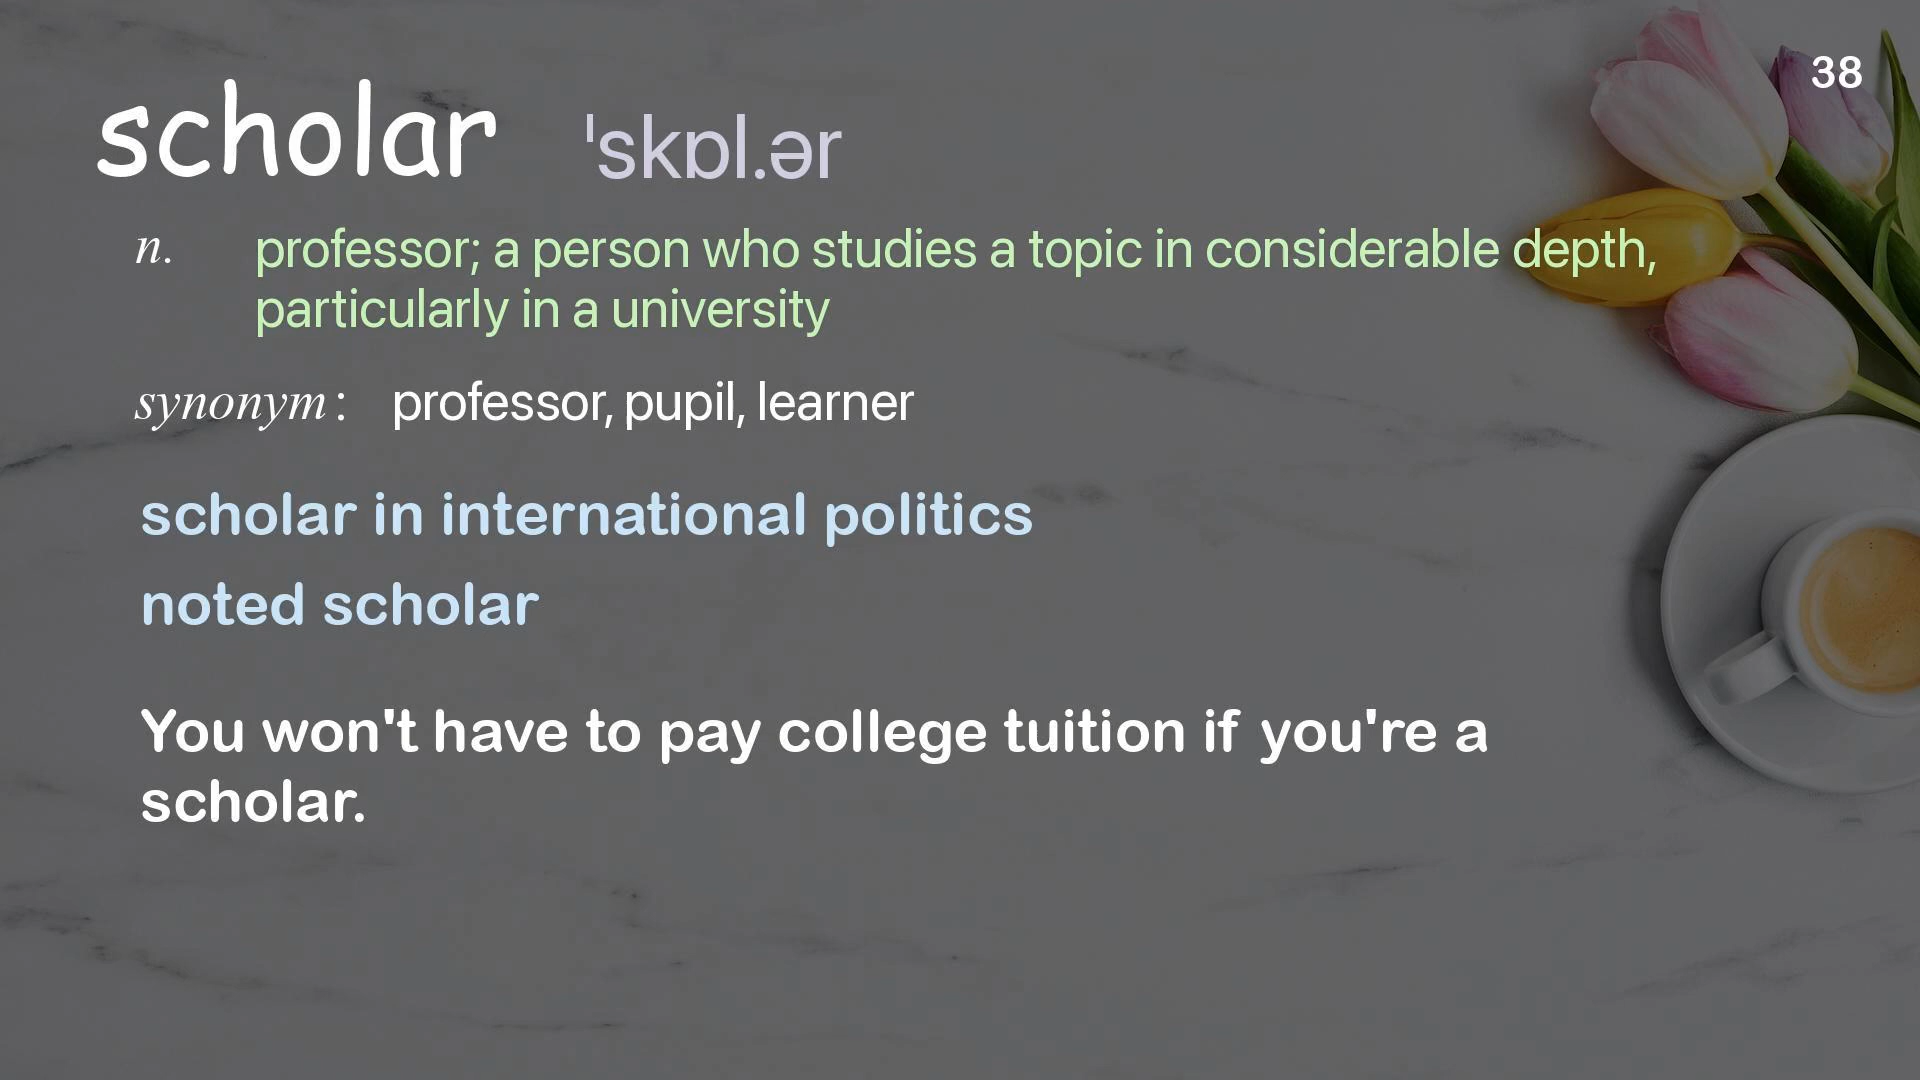 38
scholar ˈskɒl.ər
n. professor; a person who studies a topic in considerable depth,
particularly in a university
synonym: professor, pupil, learner
scholar in international politics
noted scholar
You won't have to pay college tuition if you're a
scholar.